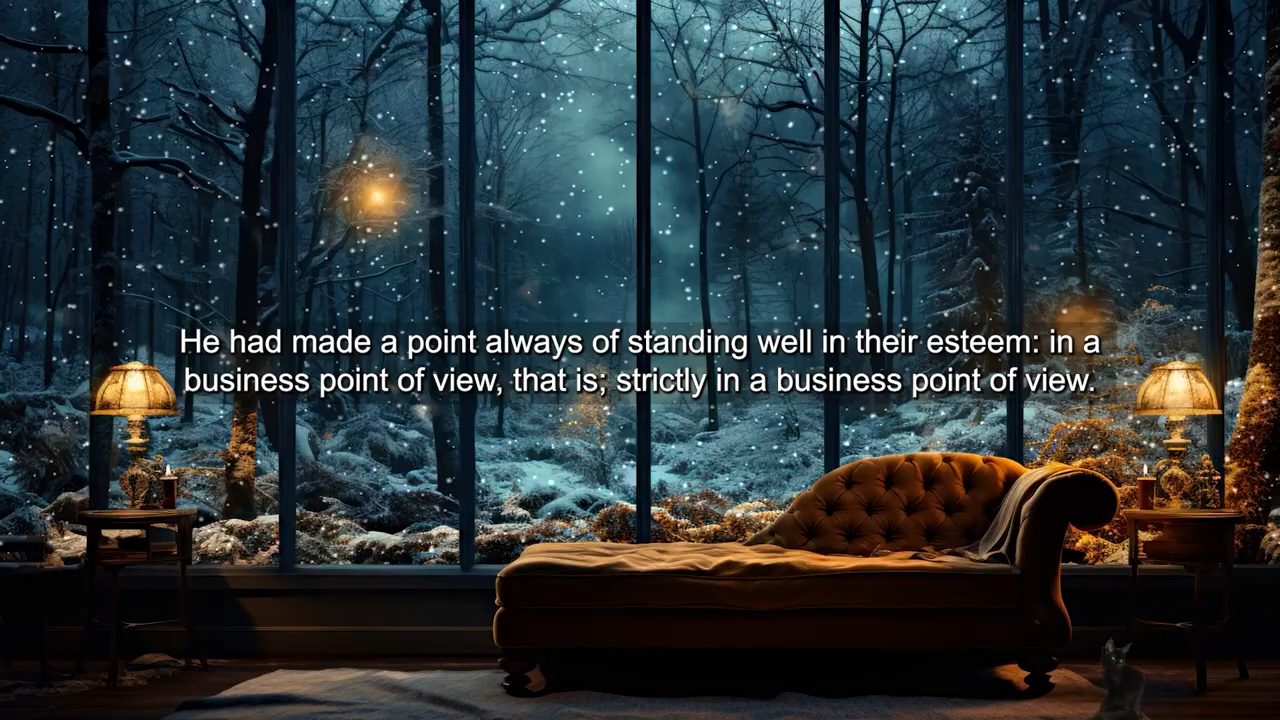 He had made a point always of standing well in their esteem: in a
business point of view, that is; strictly in a business point of view.